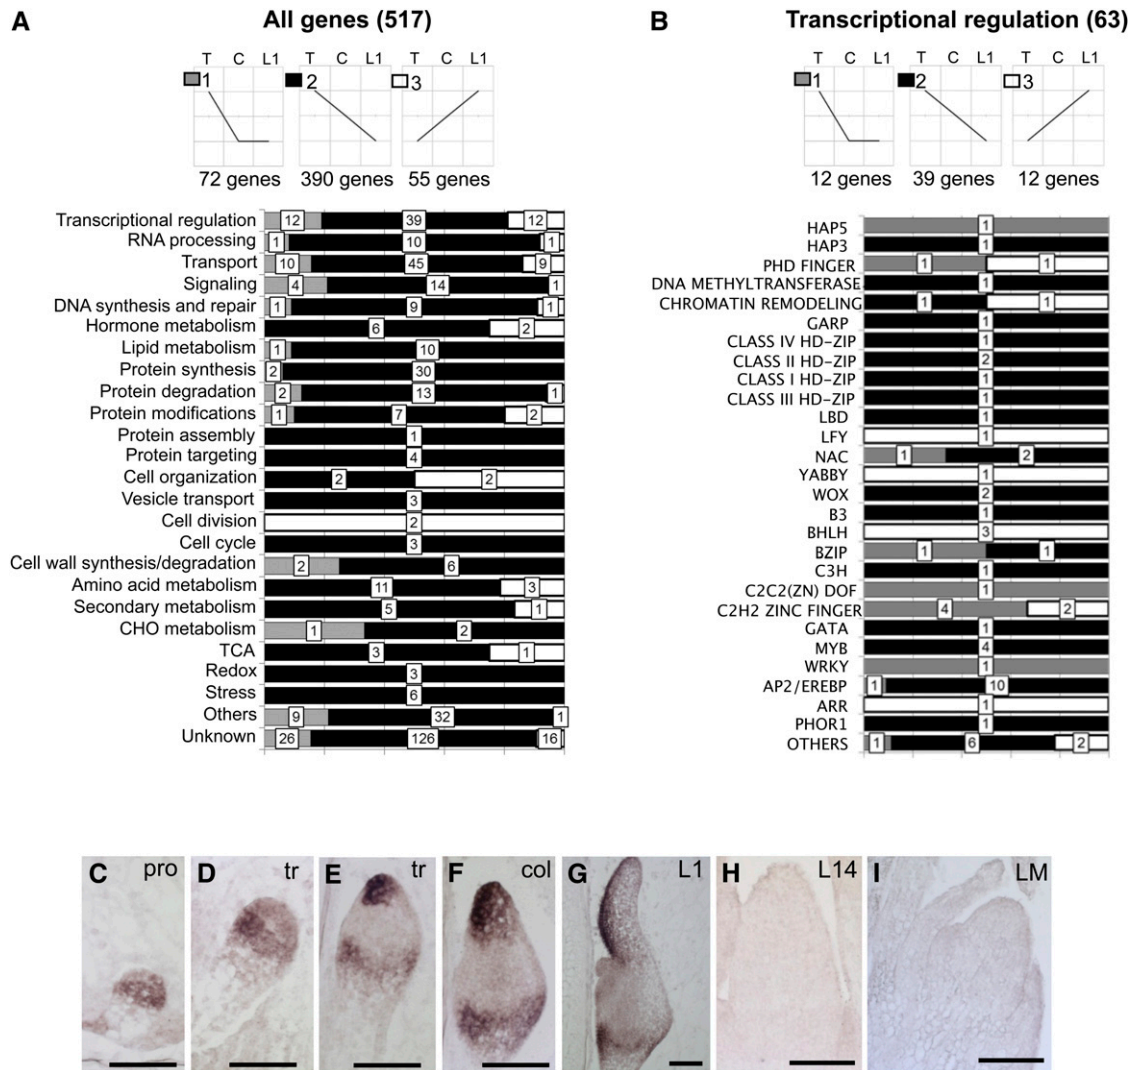 A All genes (517)
T C L1 T C L1 T C L1
1 2 3
72 genes 390 genes 55 genes
Transcriptional regulation 12 39 12
RNA processing 1 10 1
Transport 10 45 9
Signaling 4 14 1
DNA synthesis and repair 1 9 1
Hormone metabolism 6 2
Lipid metabolism 1 10
Protein synthesis 2 30
Protein degradation 2 13 1
Protein modifications 1 7 2
Protein assembly 1
Protein targeting 4
Cell organization 2 2
Vesicle transport 3
Cell division 2
Cell cycle 3
Cell wall synthesis/degradation 2 6
Amino acid metabolism 11 3
Secondary metabolism 5 1
CHO metabolism 1 2
TCA 3 1
Redox 3
Stress 6
Others 9 32 1
Unknown 26 126 16
B Transcriptional regulation (63)
T C L1 T C L1 T C L1
1 2 3
12 genes 39 genes 12 genes
HAP5 1
HAP3 1
PHD FINGER 1 1
DNA METHYLTRANSFERASE 1
CHROMATIN REMODELING 1 1
GARP 1
CLASS IV HD-ZIP 1
CLASS II HD-ZIP 2
CLASS I HD-ZIP 1
CLASS III HD-ZIP 1
LBD 1
LFY 1
NAC 1 2
YABBY 1
WOX 2
B3 1
BHLH 3
BZIP 1 1
C3H 1
C2C2(ZN) DOF 1
C2H2 ZINC FINGER 4 2
GATA 1
MYB 4
WRKY 1
AP2/EREBP 1 10
ARR 1
PHOR1 1
OTHERS 1 6 2
C pro D tr E tr F col G L1 H L14 I LM